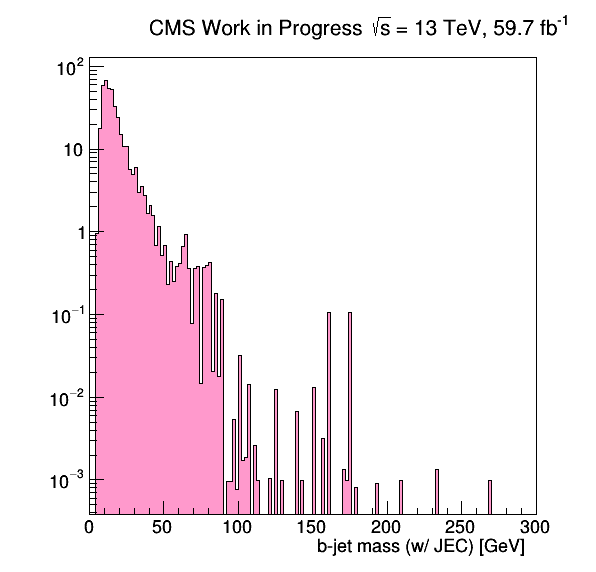 CMS Work in Progress √s = 13 TeV, 59.7 fb⁻¹
10²
10
1
10⁻¹
10⁻²
10⁻³
0 50 100 150 200 250 300
b-jet mass (w/ JEC) [GeV]